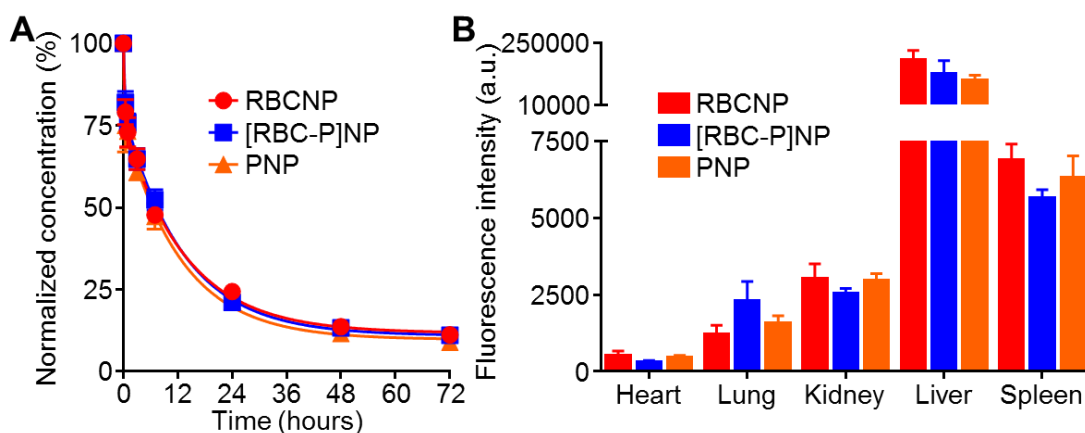 A
Normalized concentration (%)
100
75
50
25
0
RBCNP
[RBC-P]NP
PNP
0 12 24 36 48 60 72
Time (hours)
B
Fluorescence intensity (a.u.)
250000
10000
7500
5000
2500
0
RBCNP
[RBC-P]NP
PNP
Heart Lung Kidney Liver Spleen